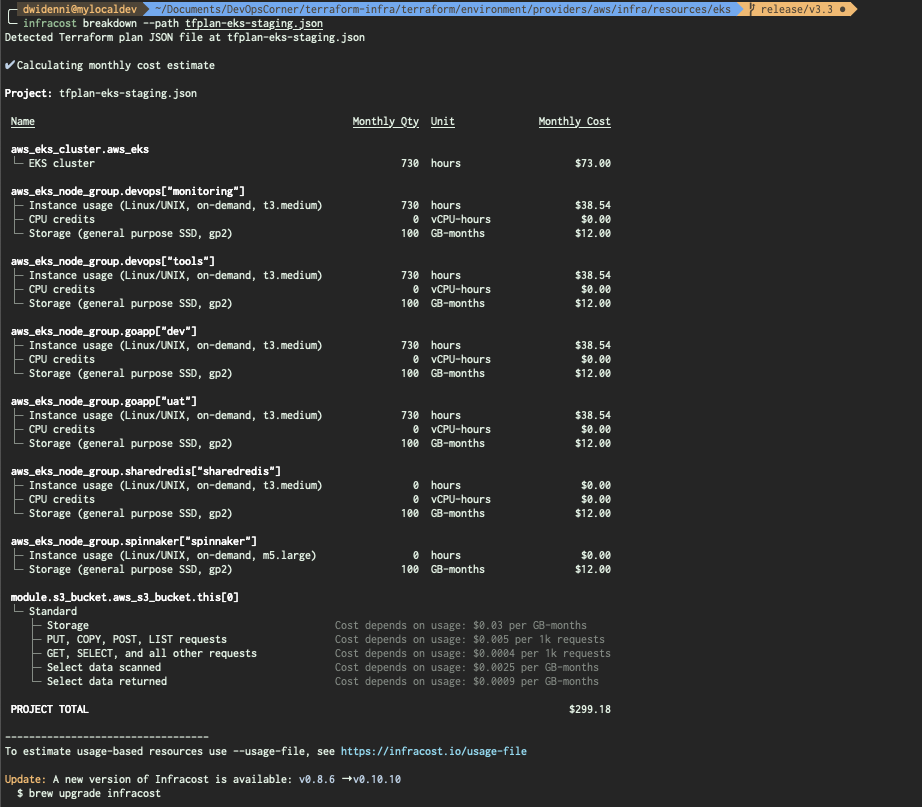 dwidenni@mylocaldev ~/Documents/DevOpsCorner/terraform-infra/terraform/environment/providers/aws/infra/resources/eks release/v3.3 ●
infracost breakdown --path tfplan-eks-staging.json
Detected Terraform plan JSON file at tfplan-eks-staging.json
✔Calculating monthly cost estimate
Project: tfplan-eks-staging.json
Name Monthly Qty Unit Monthly Cost
aws_eks_cluster.aws_eks
└─ EKS cluster 730 hours $73.00
aws_eks_node_group.devops["monitoring"]
├─ Instance usage (Linux/UNIX, on-demand, t3.medium) 730 hours $38.54
├─ CPU credits 0 vCPU-hours $0.00
└─ Storage (general purpose SSD, gp2) 100 GB-months $12.00
aws_eks_node_group.devops["tools"]
├─ Instance usage (Linux/UNIX, on-demand, t3.medium) 730 hours $38.54
├─ CPU credits 0 vCPU-hours $0.00
└─ Storage (general purpose SSD, gp2) 100 GB-months $12.00
aws_eks_node_group.goapp["dev"]
├─ Instance usage (Linux/UNIX, on-demand, t3.medium) 730 hours $38.54
├─ CPU credits 0 vCPU-hours $0.00
└─ Storage (general purpose SSD, gp2) 100 GB-months $12.00
aws_eks_node_group.goapp["uat"]
├─ Instance usage (Linux/UNIX, on-demand, t3.medium) 730 hours $38.54
├─ CPU credits 0 vCPU-hours $0.00
└─ Storage (general purpose SSD, gp2) 100 GB-months $12.00
aws_eks_node_group.sharedredis["sharedredis"]
├─ Instance usage (Linux/UNIX, on-demand, t3.medium) 0 hours $0.00
├─ CPU credits 0 vCPU-hours $0.00
└─ Storage (general purpose SSD, gp2) 100 GB-months $12.00
aws_eks_node_group.spinnaker["spinnaker"]
├─ Instance usage (Linux/UNIX, on-demand, m5.large) 0 hours $0.00
└─ Storage (general purpose SSD, gp2) 100 GB-months $12.00
module.s3_bucket.aws_s3_bucket.this[0]
└─ Standard
├─ Storage Cost depends on usage: $0.03 per GB-months
├─ PUT, COPY, POST, LIST requests Cost depends on usage: $0.005 per 1k requests
├─ GET, SELECT, and all other requests Cost depends on usage: $0.0004 per 1k requests
├─ Select data scanned Cost depends on usage: $0.0025 per GB-months
└─ Select data returned Cost depends on usage: $0.0009 per GB-months
PROJECT TOTAL $299.18
----------------------------------
To estimate usage-based resources use --usage-file, see https://infracost.io/usage-file
Update: A new version of Infracost is available: v0.8.6 →v0.10.10
$ brew upgrade infracost